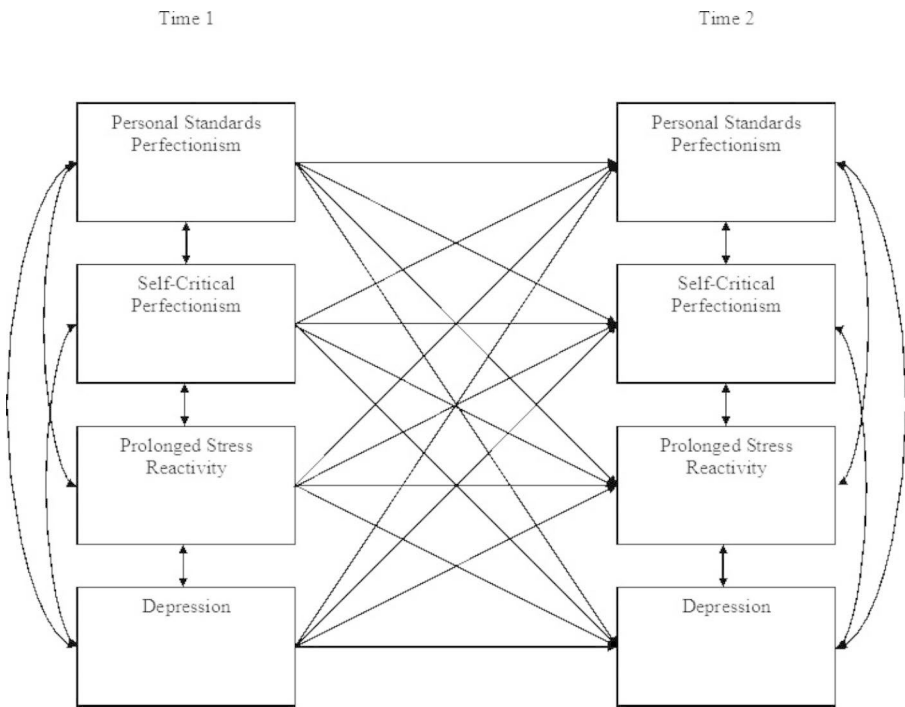 Time 1
Time 2
Personal Standards
Perfectionism
Personal Standards
Perfectionism
Self-Critical
Perfectionism
Self-Critical
Perfectionism
Prolonged Stress
Reactivity
Prolonged Stress
Reactivity
Depression
Depression